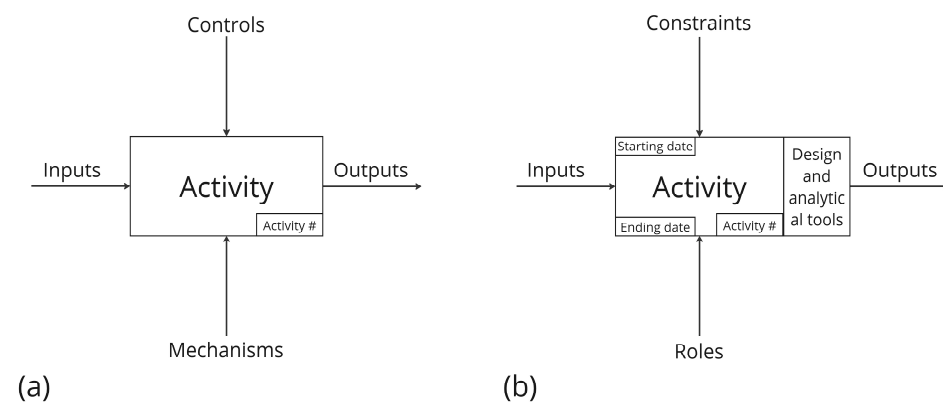 Controls
Inputs
Activity
Outputs
Activity #
Mechanisms
(a)
Constraints
Inputs
Starting date
Activity
Design
and
analytic
al tools
Outputs
Ending date
Activity #
Roles
(b)